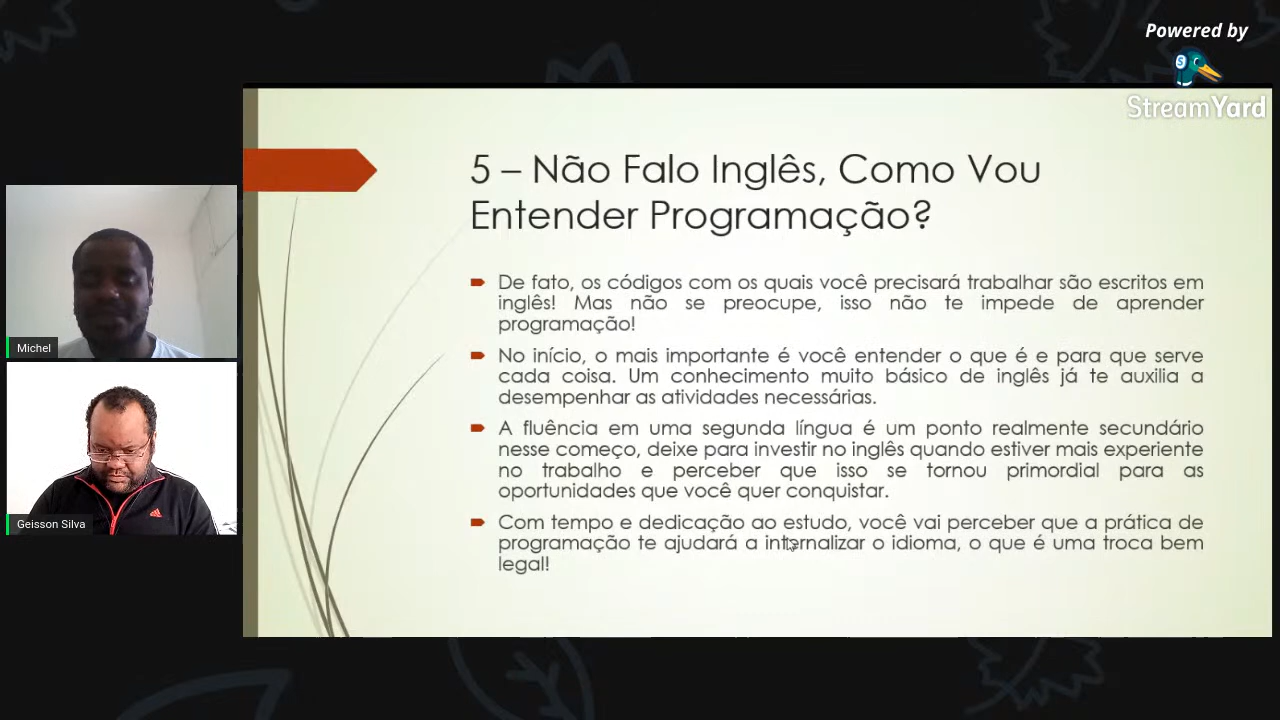 Powered by
StreamYard
5 – Não Falo Inglês, Como Vou
Entender Programação?
De fato, os códigos com os quais você precisará trabalhar são escritos em
inglês! Mas não se preocupe, isso não te impede de aprender
programação!
No início, o mais importante é você entender o que é e para que serve
cada coisa. Um conhecimento muito básico de inglês já te auxilia a
desempenhar as atividades necessárias.
A fluência em uma segunda língua é um ponto realmente secundário
nesse começo, deixe para investir no inglês quando estiver mais experiente
no trabalho e perceber que isso se tornou primordial para as
oportunidades que você quer conquistar.
Com tempo e dedicação ao estudo, você vai perceber que a prática de
programação te ajudará a internalizar o idioma, o que é uma troca bem
legal!
Michel
Geisson Silva